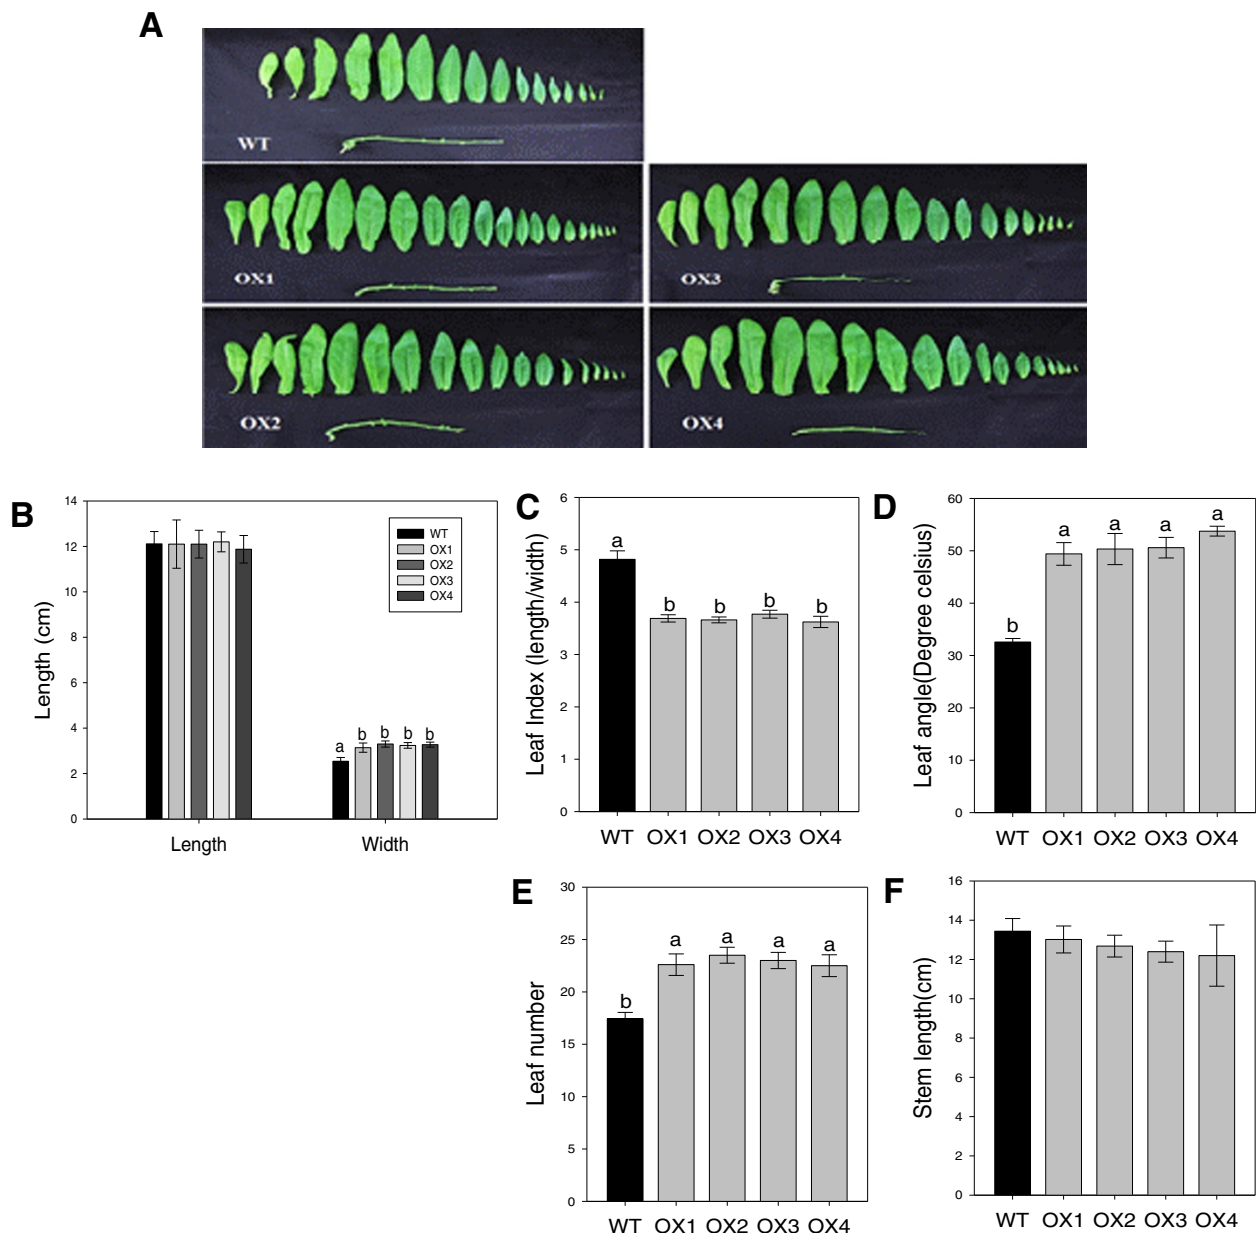 A
WT
OX1
OX3
OX2
OX4
B
Length (cm)
14
12
10
8
6
4
2
0
WT
OX1
OX2
OX3
OX4
a
b
b
b
b
Length
Width
C
Leaf Index (length/width)
6
5
4
3
2
1
0
a
b
b
b
b
WT
OX1
OX2
OX3
OX4
D
Leaf angle(Degree celsius)
60
50
40
30
20
10
0
b
a
a
a
a
WT
OX1
OX2
OX3
OX4
E
Leaf number
30
25
20
15
10
5
0
b
a
a
a
a
WT
OX1
OX2
OX3
OX4
F
Stem length(cm)
16
14
12
10
8
6
4
2
0
WT
OX1
OX2
OX3
OX4